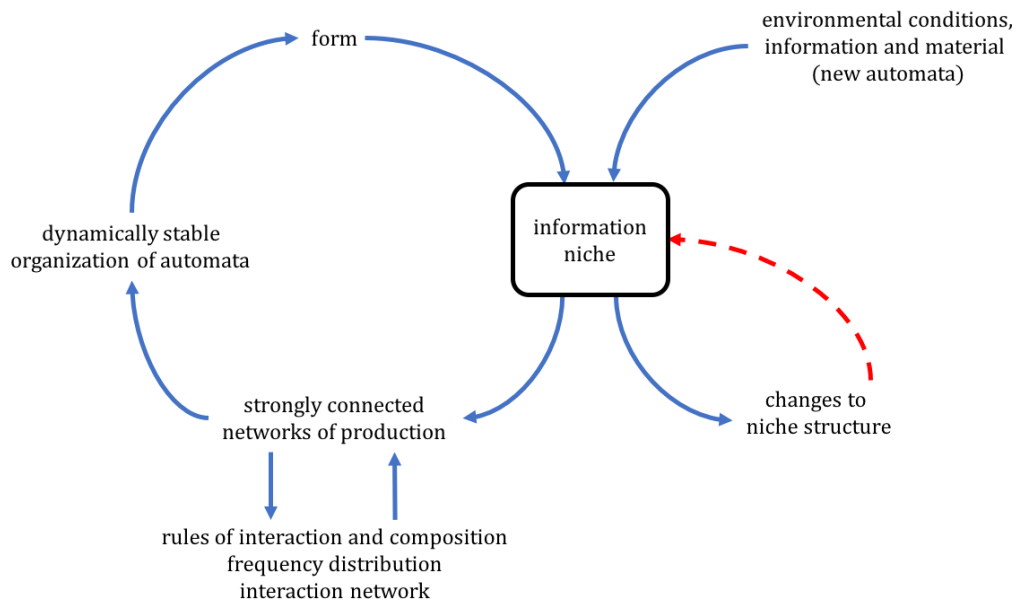 form
environmental conditions,
information and material
(new automata)
information
niche
dynamically stable
organization of automata
strongly connected
networks of production
changes to
niche structure
rules of interaction and composition
frequency distribution
interaction network